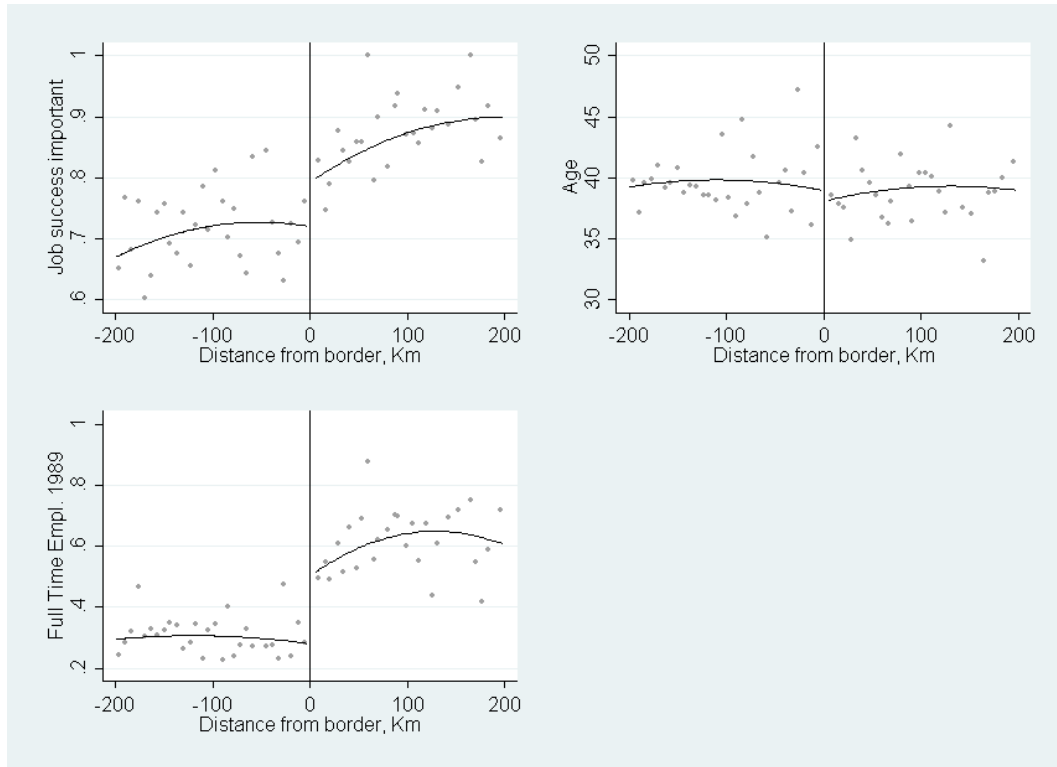 Job success important
1
.9
.8
.7
.6
-200 -100 0 100 200
Distance from border, Km
Age
50
45
40
35
30
-200 -100 0 100 200
Distance from border, Km
Full Time Empl. 1989
1
.8
.6
.4
.2
-200 -100 0 100 200
Distance from border, Km